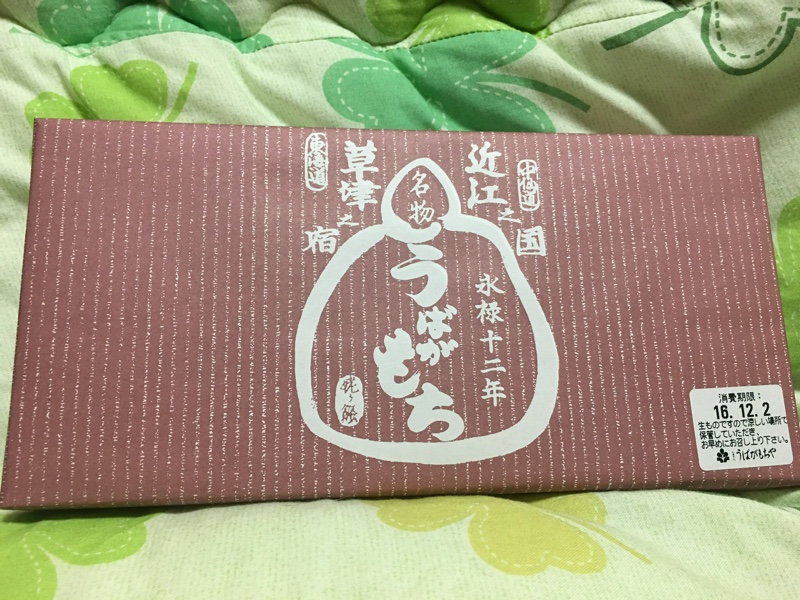 中仙道
近江之国
東海道
草津之宿
名物
うばがもち
永禄十二年
姥ヶ餅
消費期限:
16.12.2
生ものですので涼しい場所で
保管していただき、
お早めにお召し上り下さい。
うばがもちや